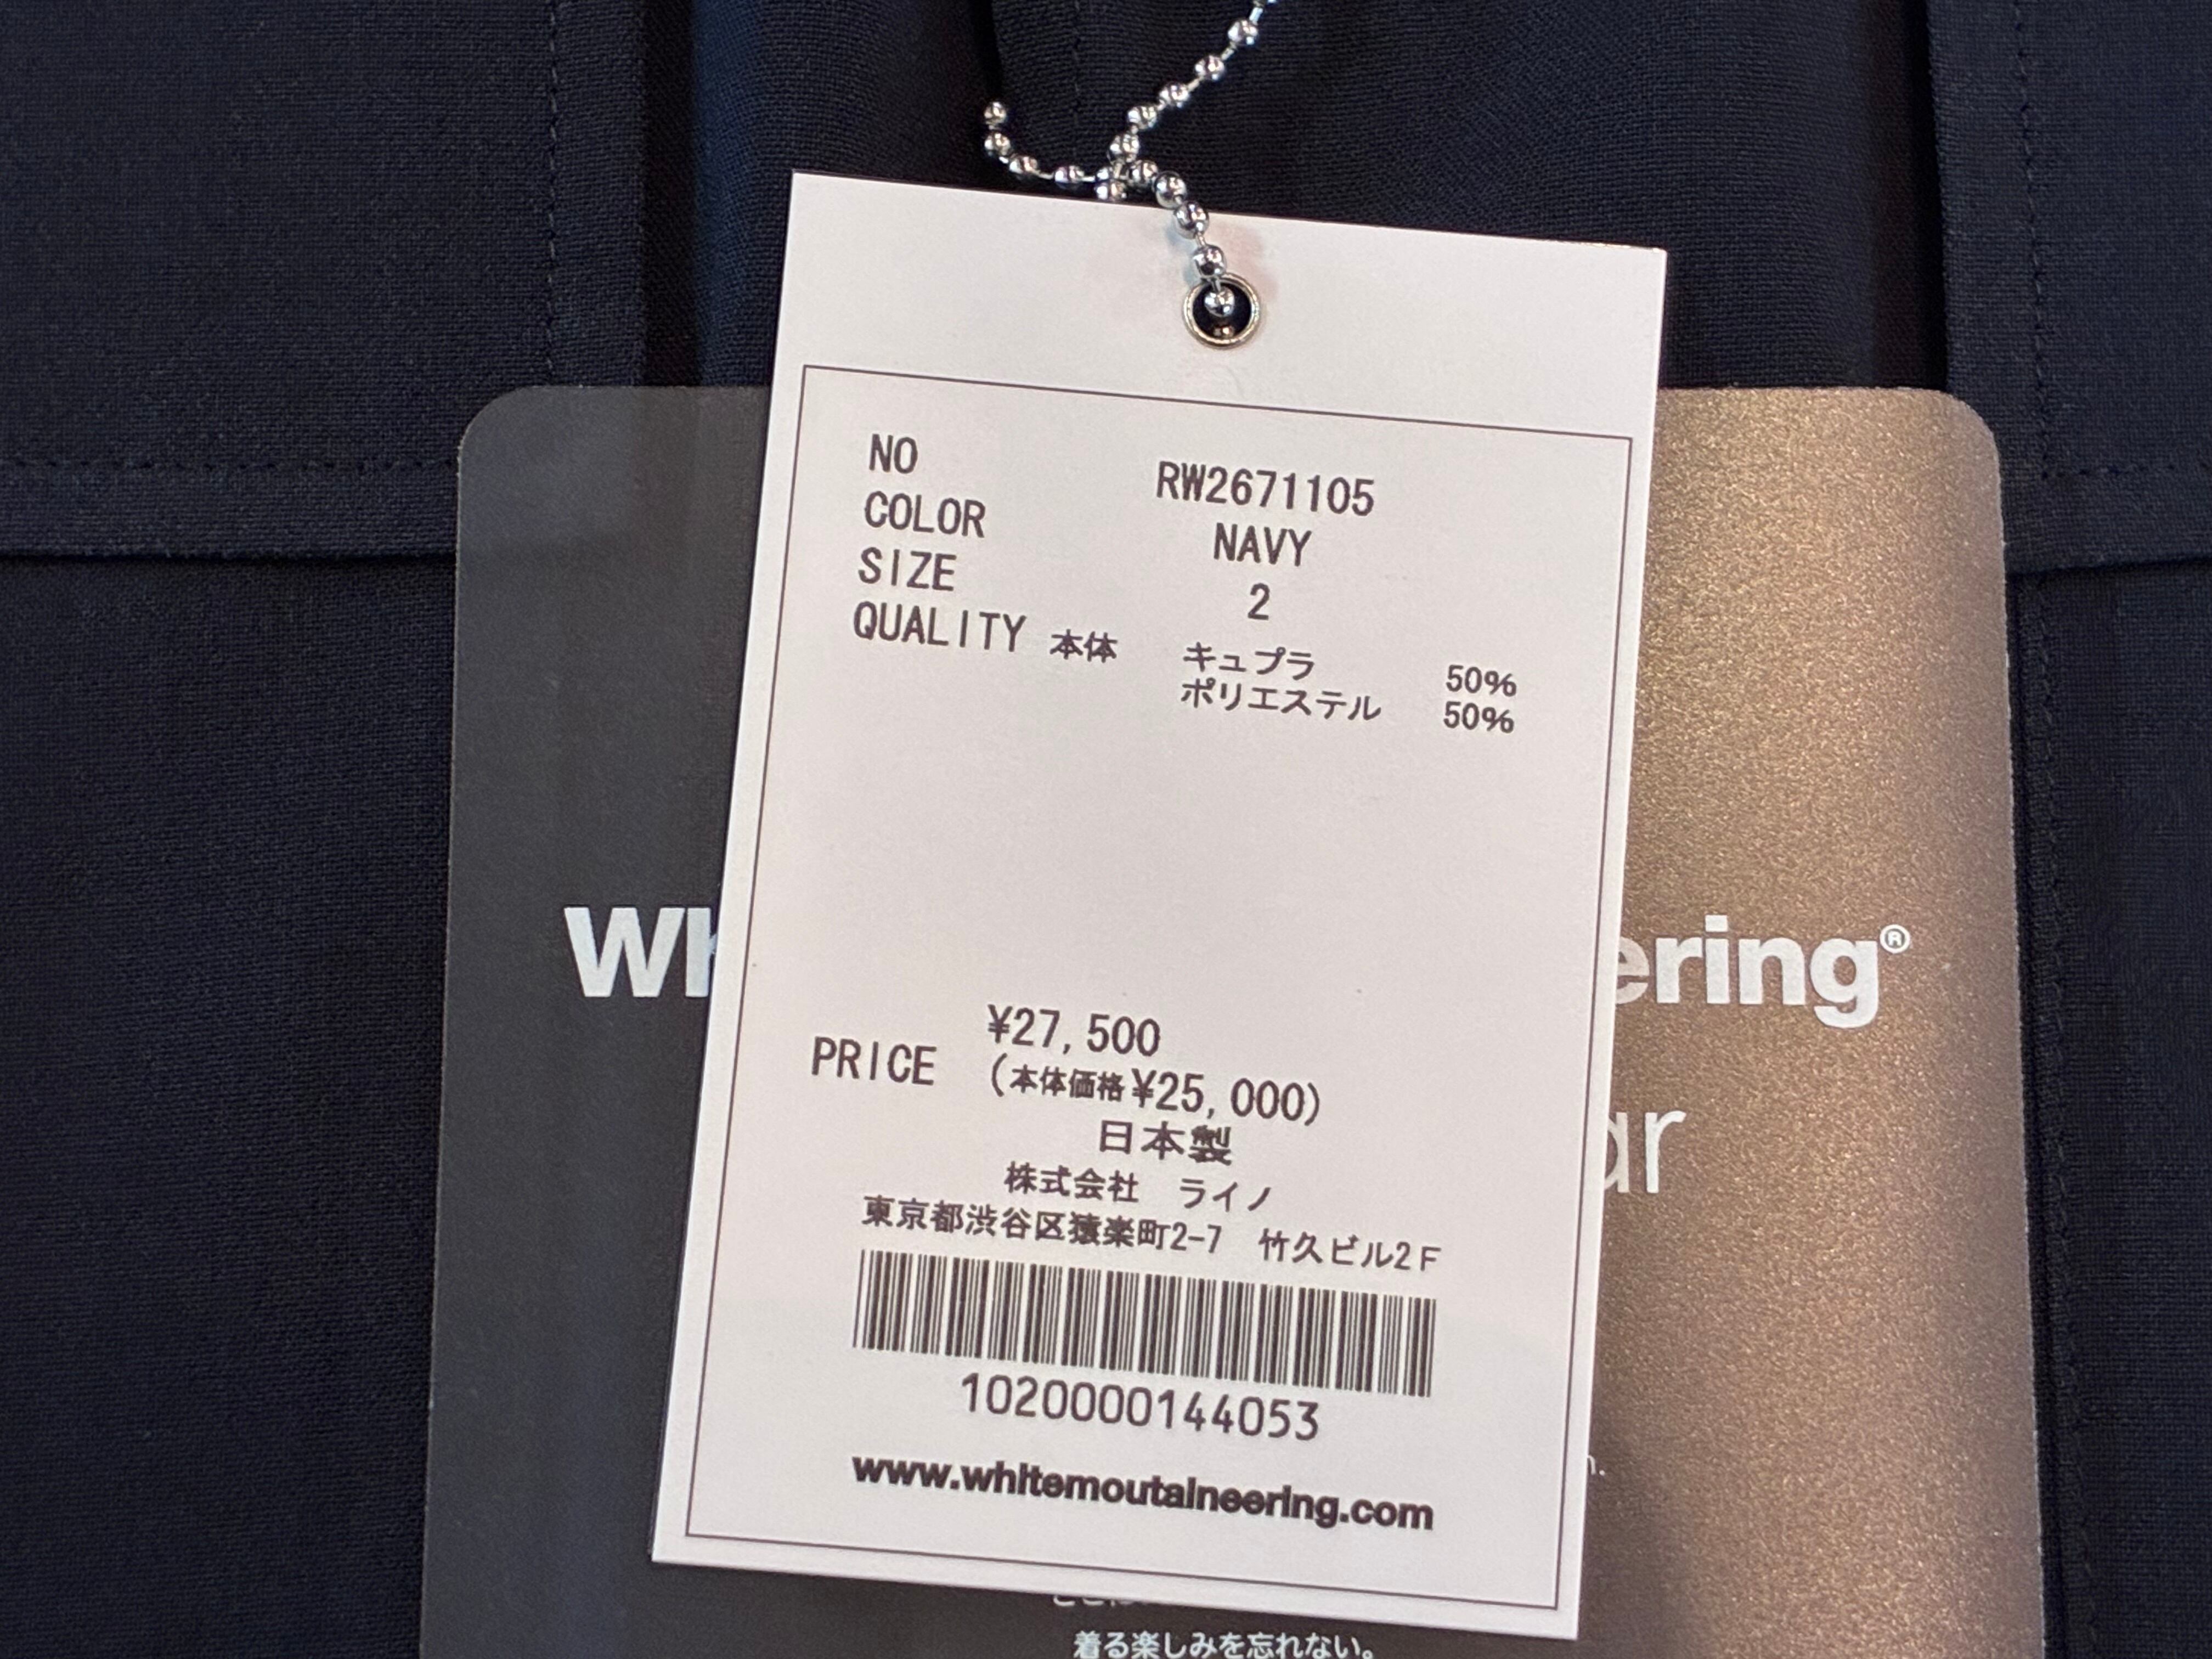 NO RW2671105
COLOR NAVY
SIZE 2
QUALITY 本体 キュプラ 50%
ポリエステル 50%
¥27,500
PRICE (本体価格¥25,000)
日本製
株式会社 ライノ
東京都渋谷区猿楽町2-7 竹久ビル2F
1020000144053
www.whitemoutaineering.com
ering®
着る楽しみを忘れない。